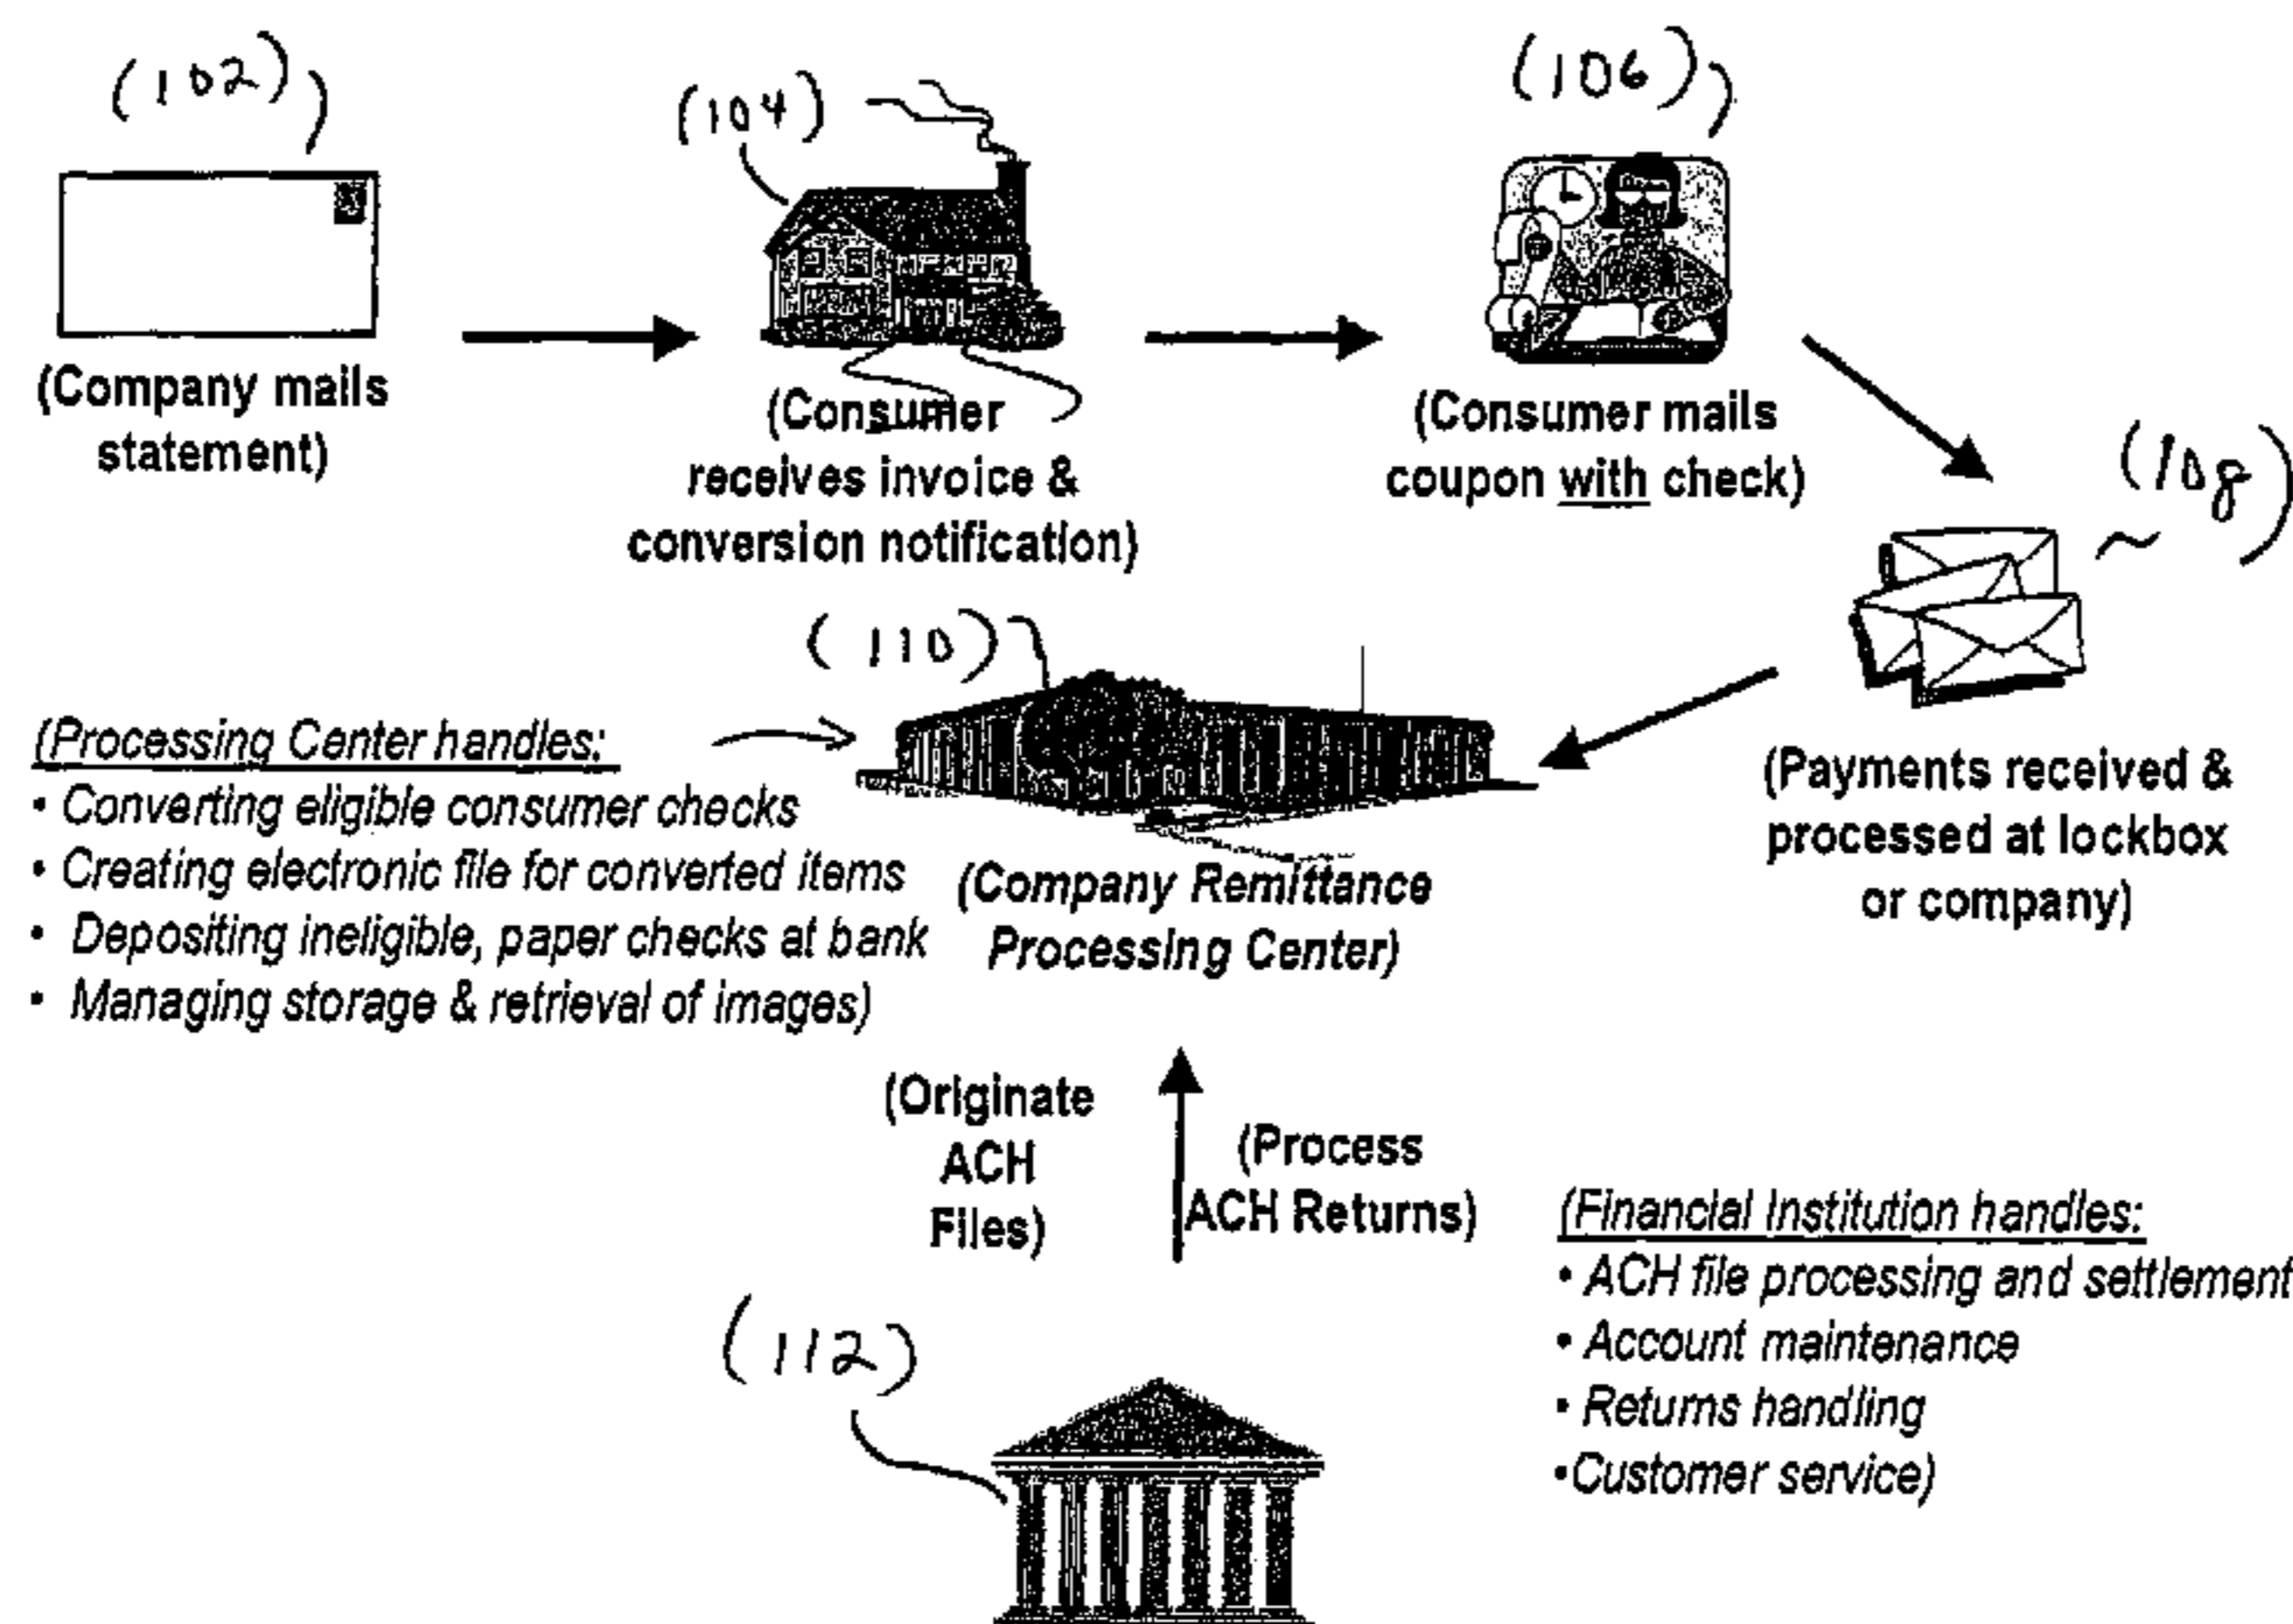 (102)
(Company mails
statement)
(104)
(Consumer
receives invoice &
conversion notification)
(106)
(Consumer mails
coupon with check)
(108)
(Payments received &
processed at lockbox
or company)
(110)
(Company Remittance
Processing Center)
(Processing Center handles:
• Converting eligible consumer checks
• Creating electronic file for converted items
• Depositing ineligible, paper checks at bank
• Managing storage & retrieval of images)
(Originate
ACH
Files)
(Process
ACH Returns)
(112)
(Financial Institution handles:
• ACH file processing and settlement
• Account maintenance
• Returns handling
•Customer service)